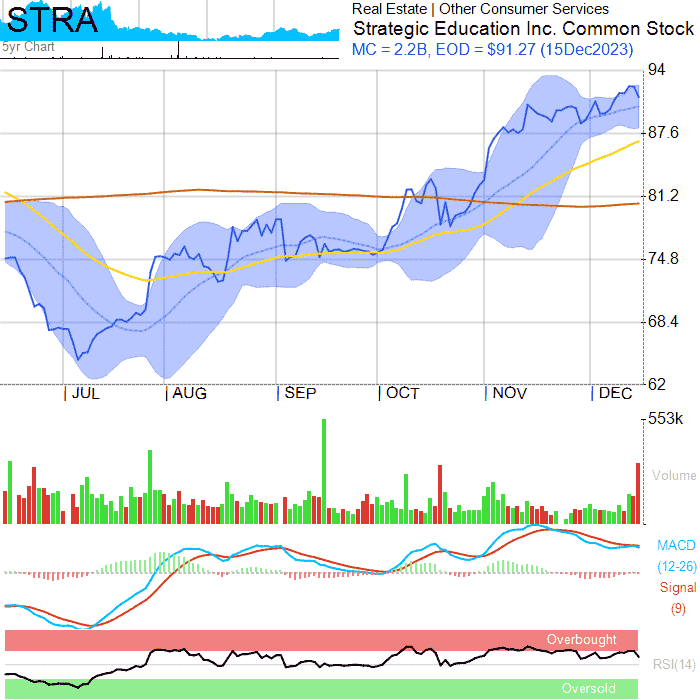 STRA
5yr Chart
Real Estate | Other Consumer Services
Strategic Education Inc. Common Stock
MC = 2.2B, EOD = $91.27 (15Dec2023)
94
87.6
81.2
74.8
68.4
62
JUL AUG SEP OCT NOV DEC
553k
Volume
MACD
(12-26)
Signal
(9)
Overbought
RSI(14)
Oversold